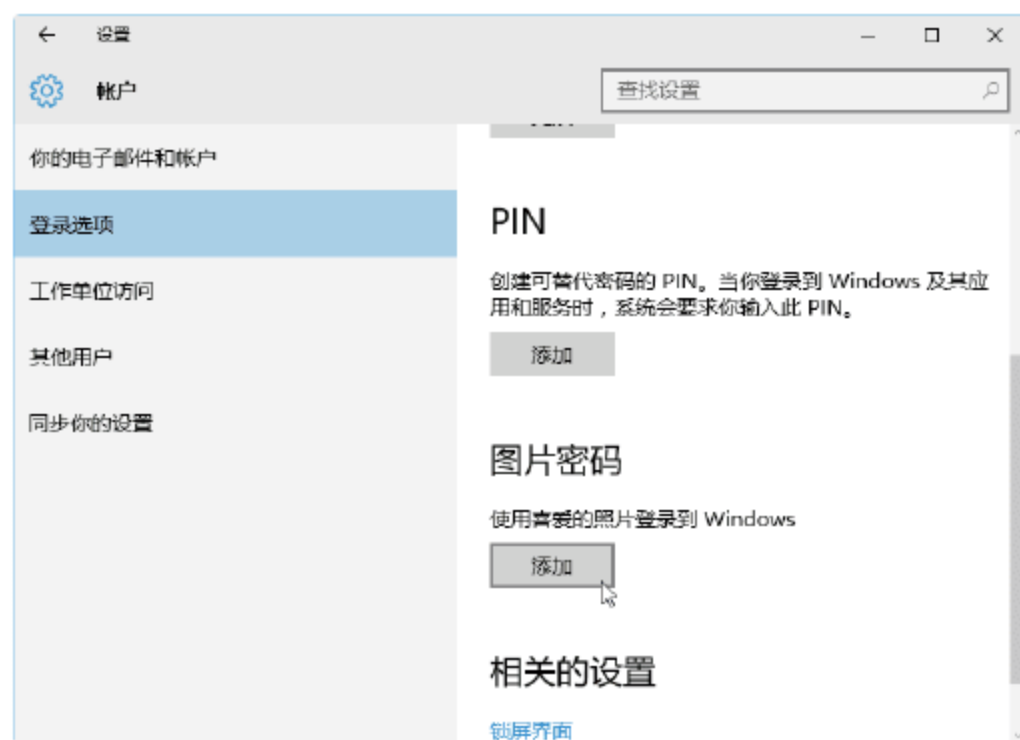 设置
帐户
查找设置
你的电子邮件和帐户
登录选项
工作单位访问
其他用户
同步你的设置
PIN
创建可替代密码的 PIN。当你登录到 Windows 及其应
用和服务时，系统会要求你输入此 PIN。
添加
图片密码
使用喜爱的照片登录到 Windows
添加
相关的设置
锁屏界面